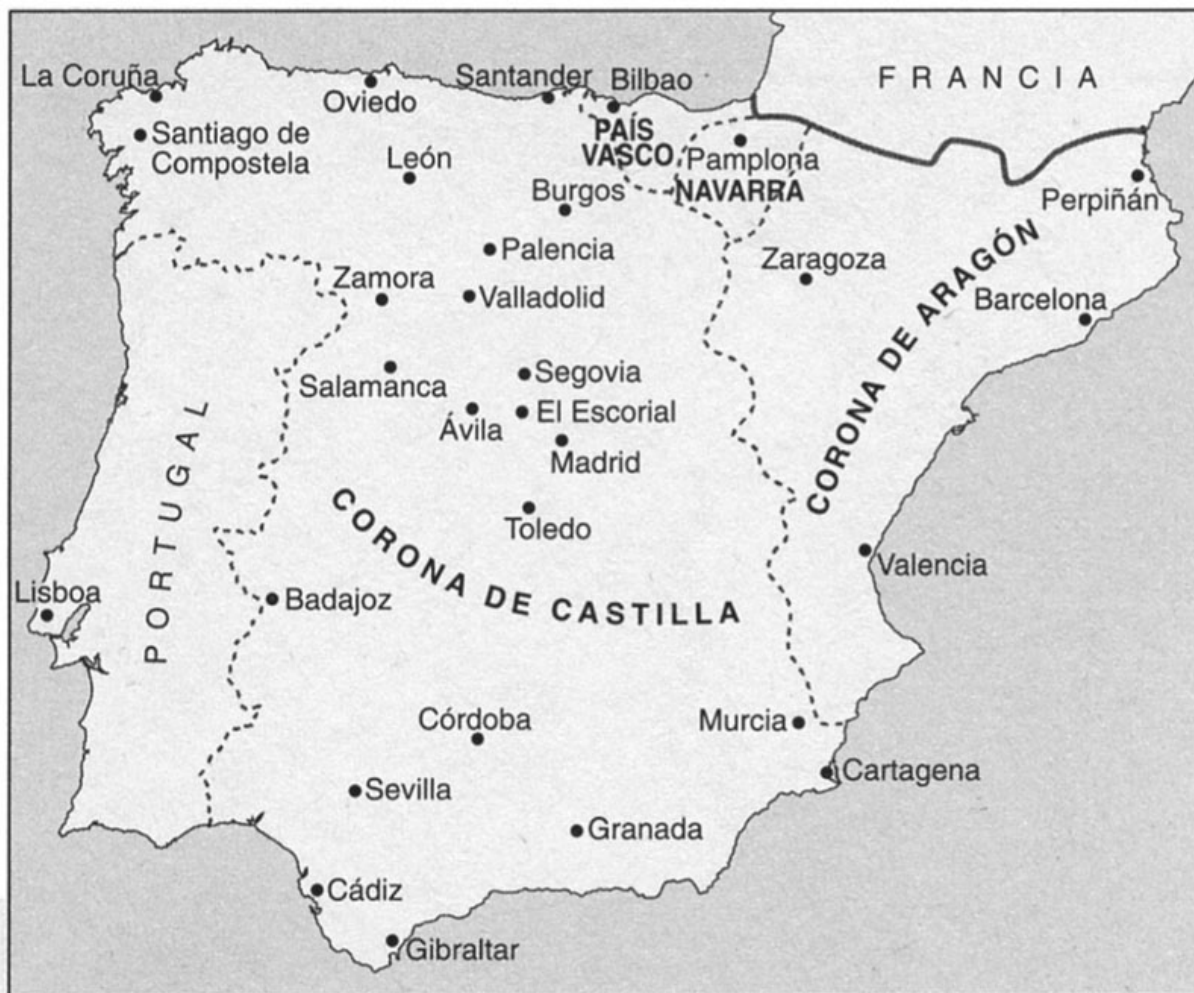 FRANCIA
La Coruña
Oviedo
Santander
Bilbao
Santiago de
Compostela
León
PAÍS
VASCO
Pamplona
NAVARRA
Burgos
Perpiñán
Palencia
Zaragoza
Zamora
Valladolid
Barcelona
CORONA DE ARAGÓN
Salamanca
Segovia
Ávila
El Escorial
Madrid
PORTUGAL
Toledo
CORONA DE CASTILLA
Valencia
Lisboa
Badajoz
Córdoba
Murcia
Sevilla
Cartagena
Granada
Cádiz
Gibraltar